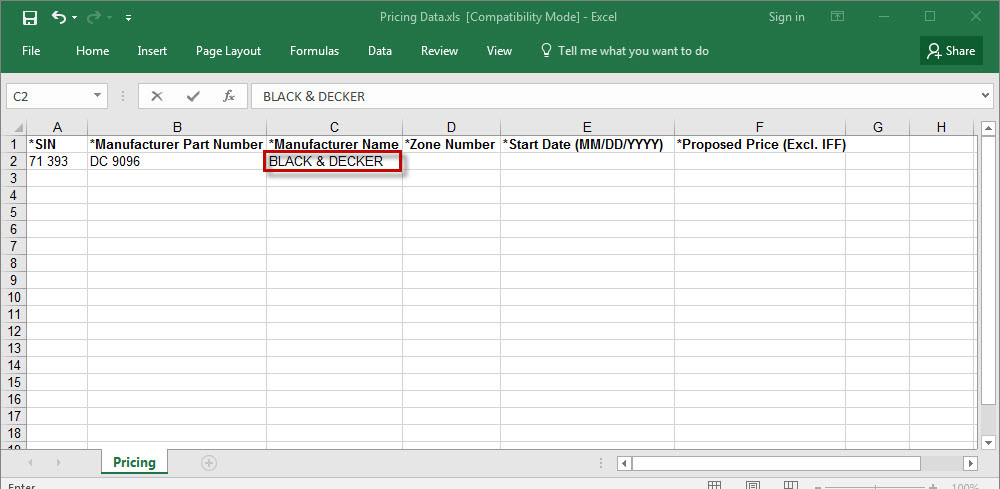 Pricing Data.xls [Compatibility Mode] - Excel
Sign in
File Home Insert Page Layout Formulas Data Review View Tell me what you want to do Share
C2 fx BLACK & DECKER
A B C D E F G H
1 *SIN *Manufacturer Part Number *Manufacturer Name *Zone Number *Start Date (MM/DD/YYYY) *Proposed Price (Excl. IFF)
2 71 393 DC 9096 BLACK & DECKER
3
4
5
6
7
8
9
10
11
12
13
14
15
16
17
18
19
Pricing
Enter 100%